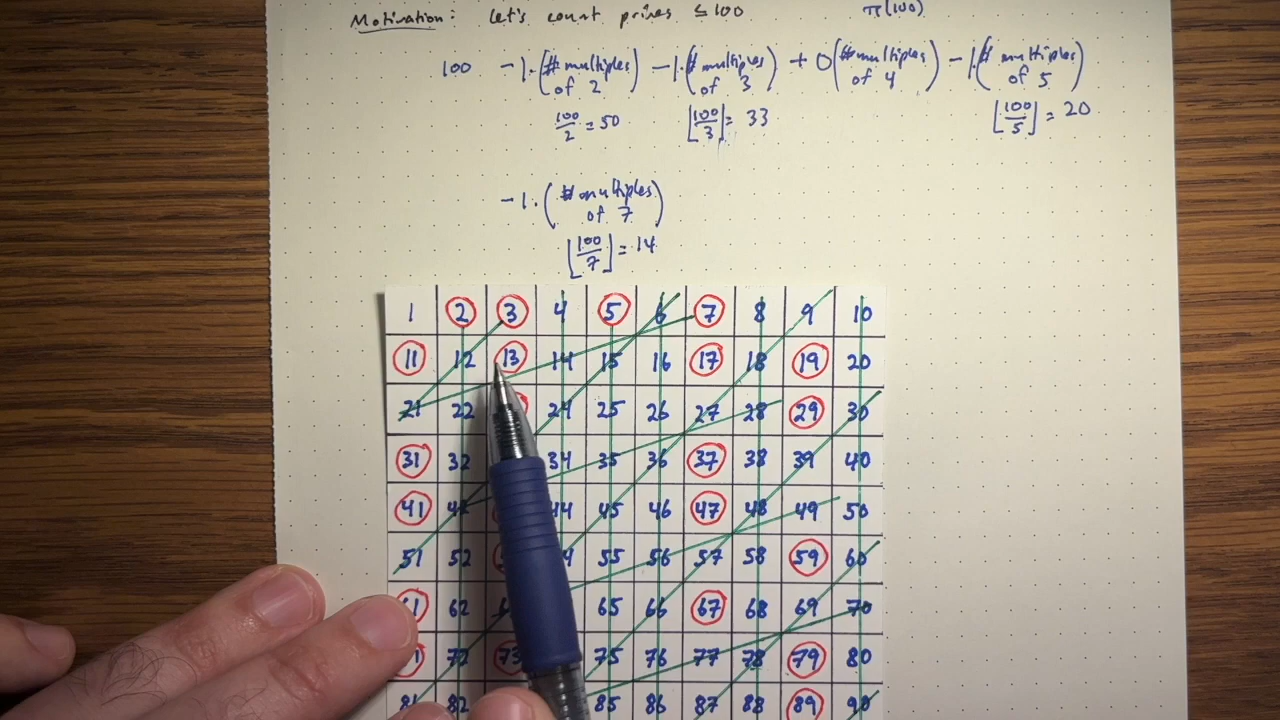 Motivation: Let's count primes ≤ 100 π(100)
100 -1·(# multiples of 2) -1·(# multiples of 3) + 0(# multiples of 4) -1·(# multiples of 5)
100/2 = 50 ⌊100/3⌋ = 33 ⌊100/5⌋ = 20
-1·(# multiples of 7)
⌊100/7⌋ = 14
1 2 3 4 5 6 7 8 9 10
11 12 13 14 15 16 17 18 19 20
21 22 24 25 26 27 28 29 30
31 32 34 35 36 37 38 39 40
41 42 44 45 46 47 48 49 50
51 52 55 56 57 58 59 60
62 65 66 67 68 69 70
72 73 75 76 77 78 79 80
82 85 86 87 88 89 90